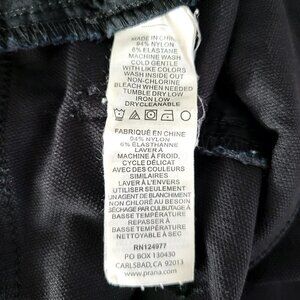 MADE IN CHINA
94% NYLON
6% ELASTANE
MACHINE WASH
COLD GENTLE
WITH LIKE COLORS
WASH INSIDE OUT
NON-CHLORINE
BLEACH WHEN NEEDED
TUMBLE DRY LOW
IRON LOW
DRYCLEANABLE
FABRIQUÉ EN CHINE
94% NYLON
6% ÉLASTHANNE
LAVER À
MACHINE À FROID,
CYCLE DÉLICAT
AVEC DES COULEURS
SIMILAIRES
LAVER À L'ENVERS
UTILISER SEULEMENT
UN AGENT DE BLANCHIMENT
NON CHLORÉ AU BESOIN
SÉCHAGE PAR CULBUTAGE À
BASSE TEMPÉRATURE
REPASSER À
BASSE TEMPÉRATURE
NETTOYABLE À SEC
RN124977
PO BOX 130430
CARLSBAD, CA 92013
www.prana.com